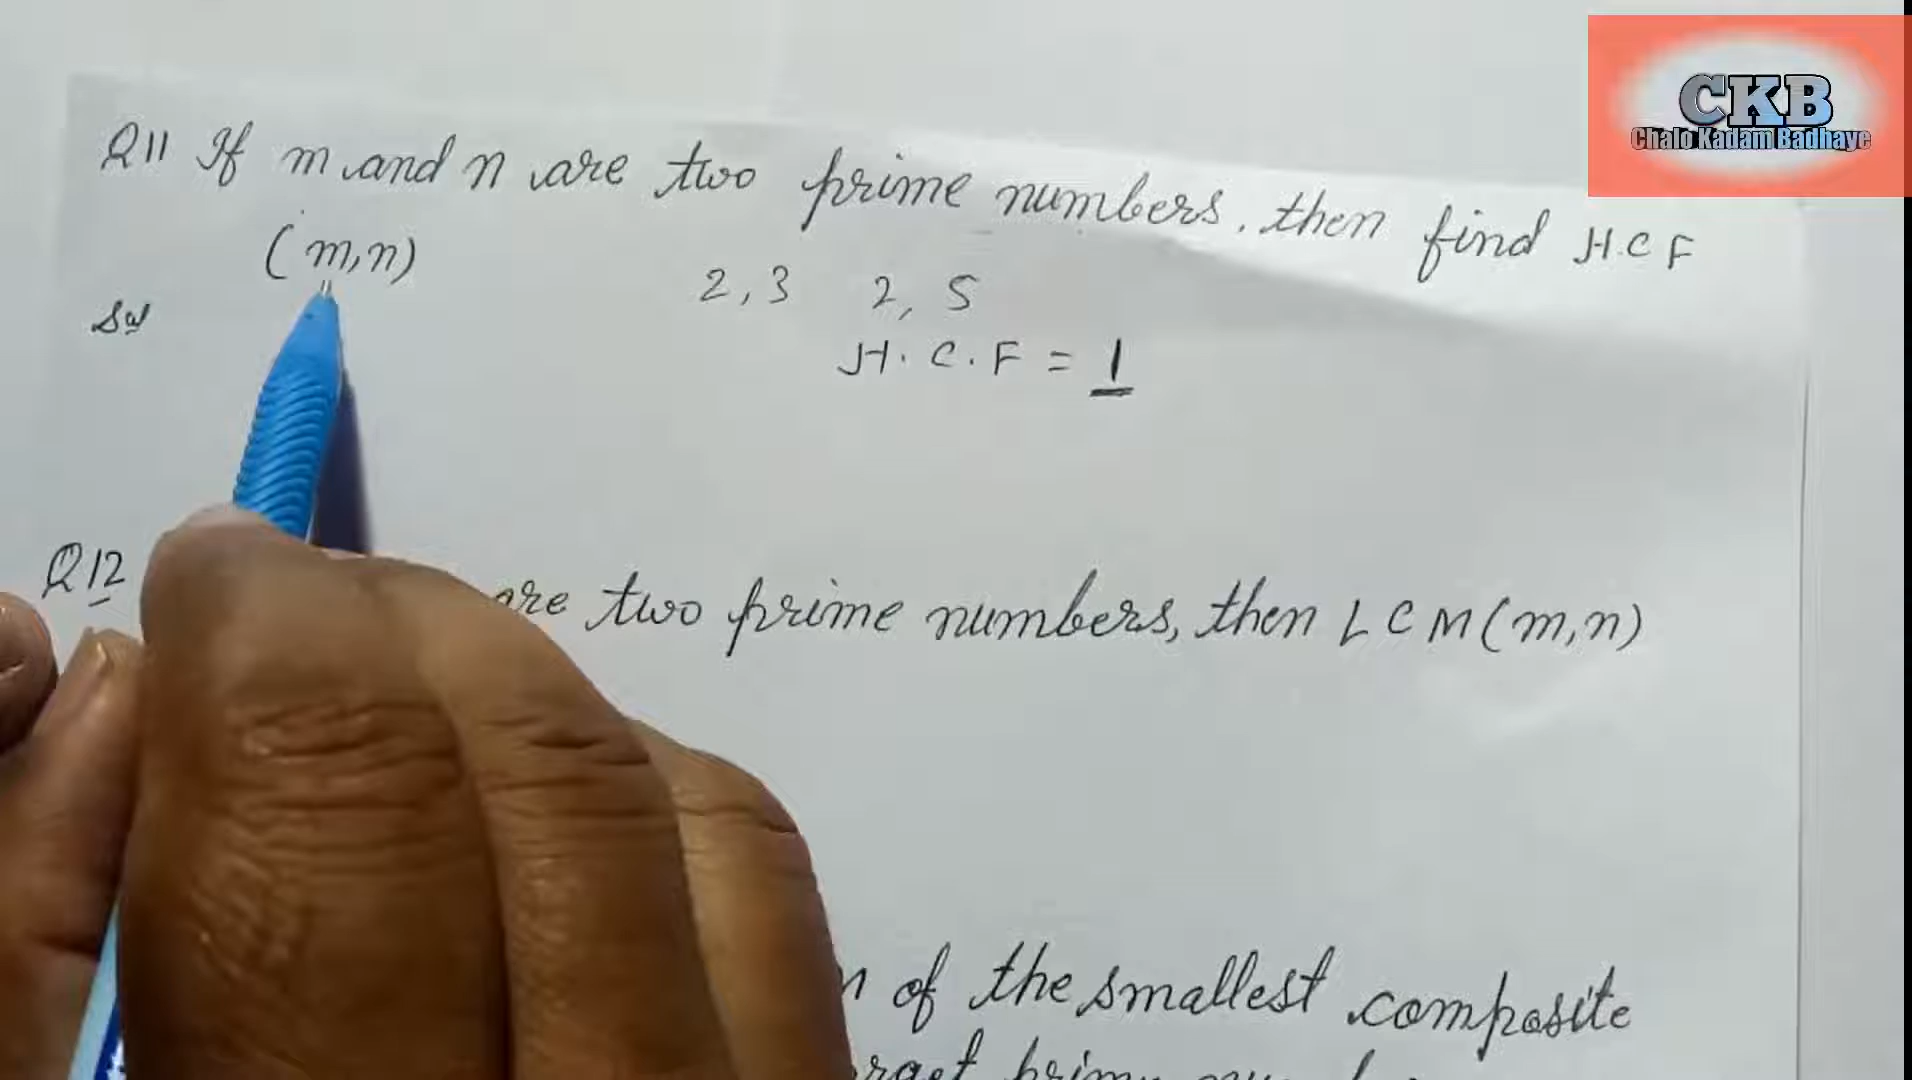 CKB
Chalo Kadam Badhaye
Q11 If m and n are two prime numbers, then find H.C.F
(m,n)
2,3 2, 5
Sol
H.C.F = 1
Q12
are two prime numbers, then LCM(m,n)
of the smallest composite
prime